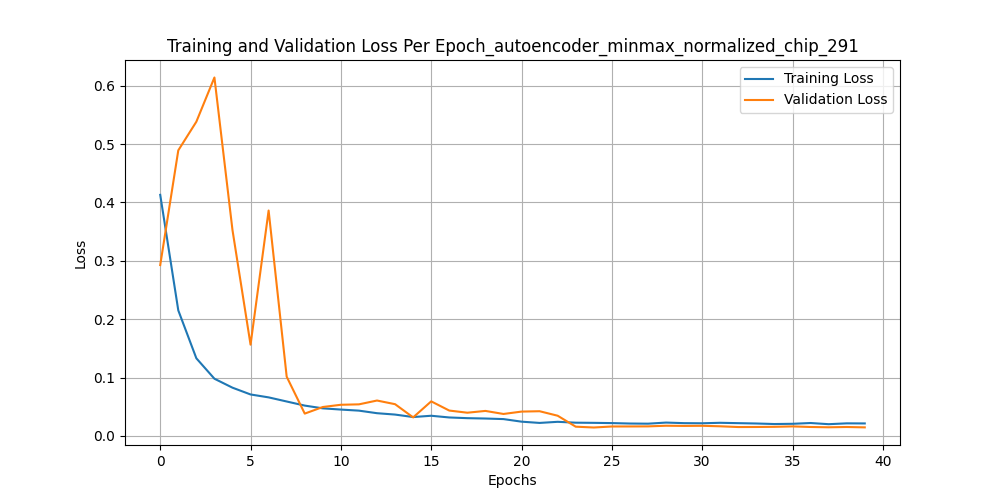 Training and Validation Loss Per Epoch_autoencoder_minmax_normalized_chip_291
Training Loss
Validation Loss
0.6
0.5
0.4
0.3
0.2
0.1
0.0
Loss
0 5 10 15 20 25 30 35 40
Epochs